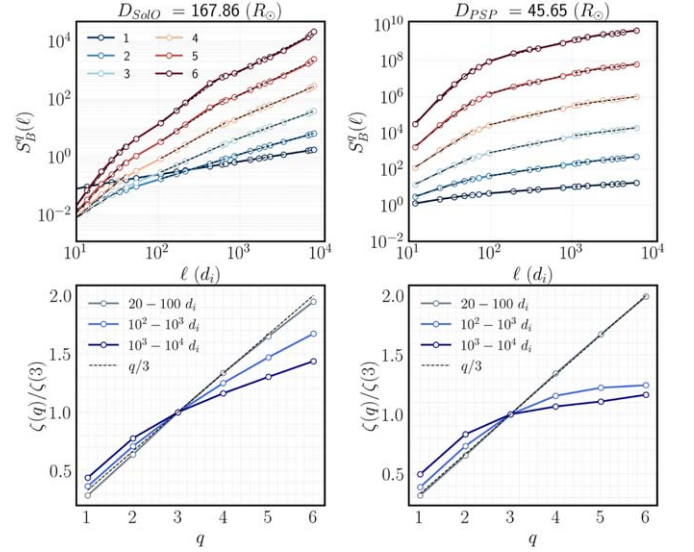 D_SolO = 167.86 (R_⊙)
D_PSP = 45.65 (R_⊙)
1 4
2 5
3 6
S_B^q(ℓ)
10^4
10^2
10^0
10^−2
10^1 10^2 10^3 10^4
ℓ (d_i)
S_B^q(ℓ)
10^10
10^8
10^6
10^4
10^2
10^0
10^−2
10^1 10^2 10^3 10^4
ℓ (d_i)
ζ(q)/ζ(3)
2.0
1.5
1.0
0.5
20 − 100 d_i
10^2 − 10^3 d_i
10^3 − 10^4 d_i
q/3
1 2 3 4 5 6
q
ζ(q)/ζ(3)
2.0
1.5
1.0
0.5
20 − 100 d_i
10^2 − 10^3 d_i
10^3 − 10^4 d_i
q/3
1 2 3 4 5 6
q